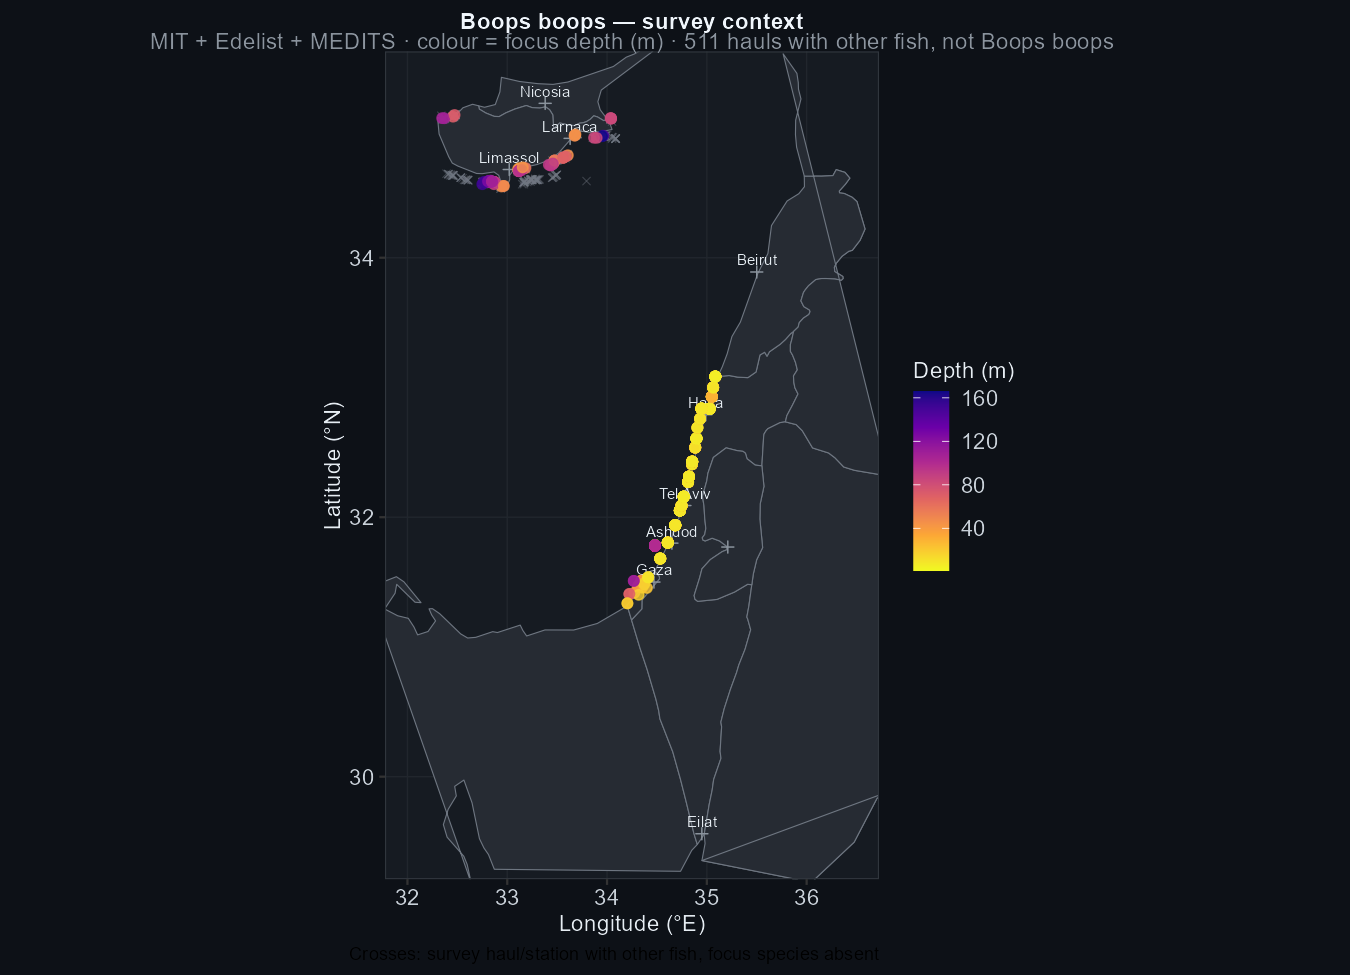 Boops boops — survey context
MIT + Edelist + MEDITS · colour = focus depth (m) · 511 hauls with other fish, not Boops boops
Nicosia
Larnaca
Limassol
34
Beirut
Depth (m)
160
120
80
40
Haifa
Latitude (°N)
Tel Aviv
32
Ashdod
Gaza
30
Eilat
32
33
34
35
36
Longitude (°E)
Crosses: survey haul/station with other fish, focus species absent